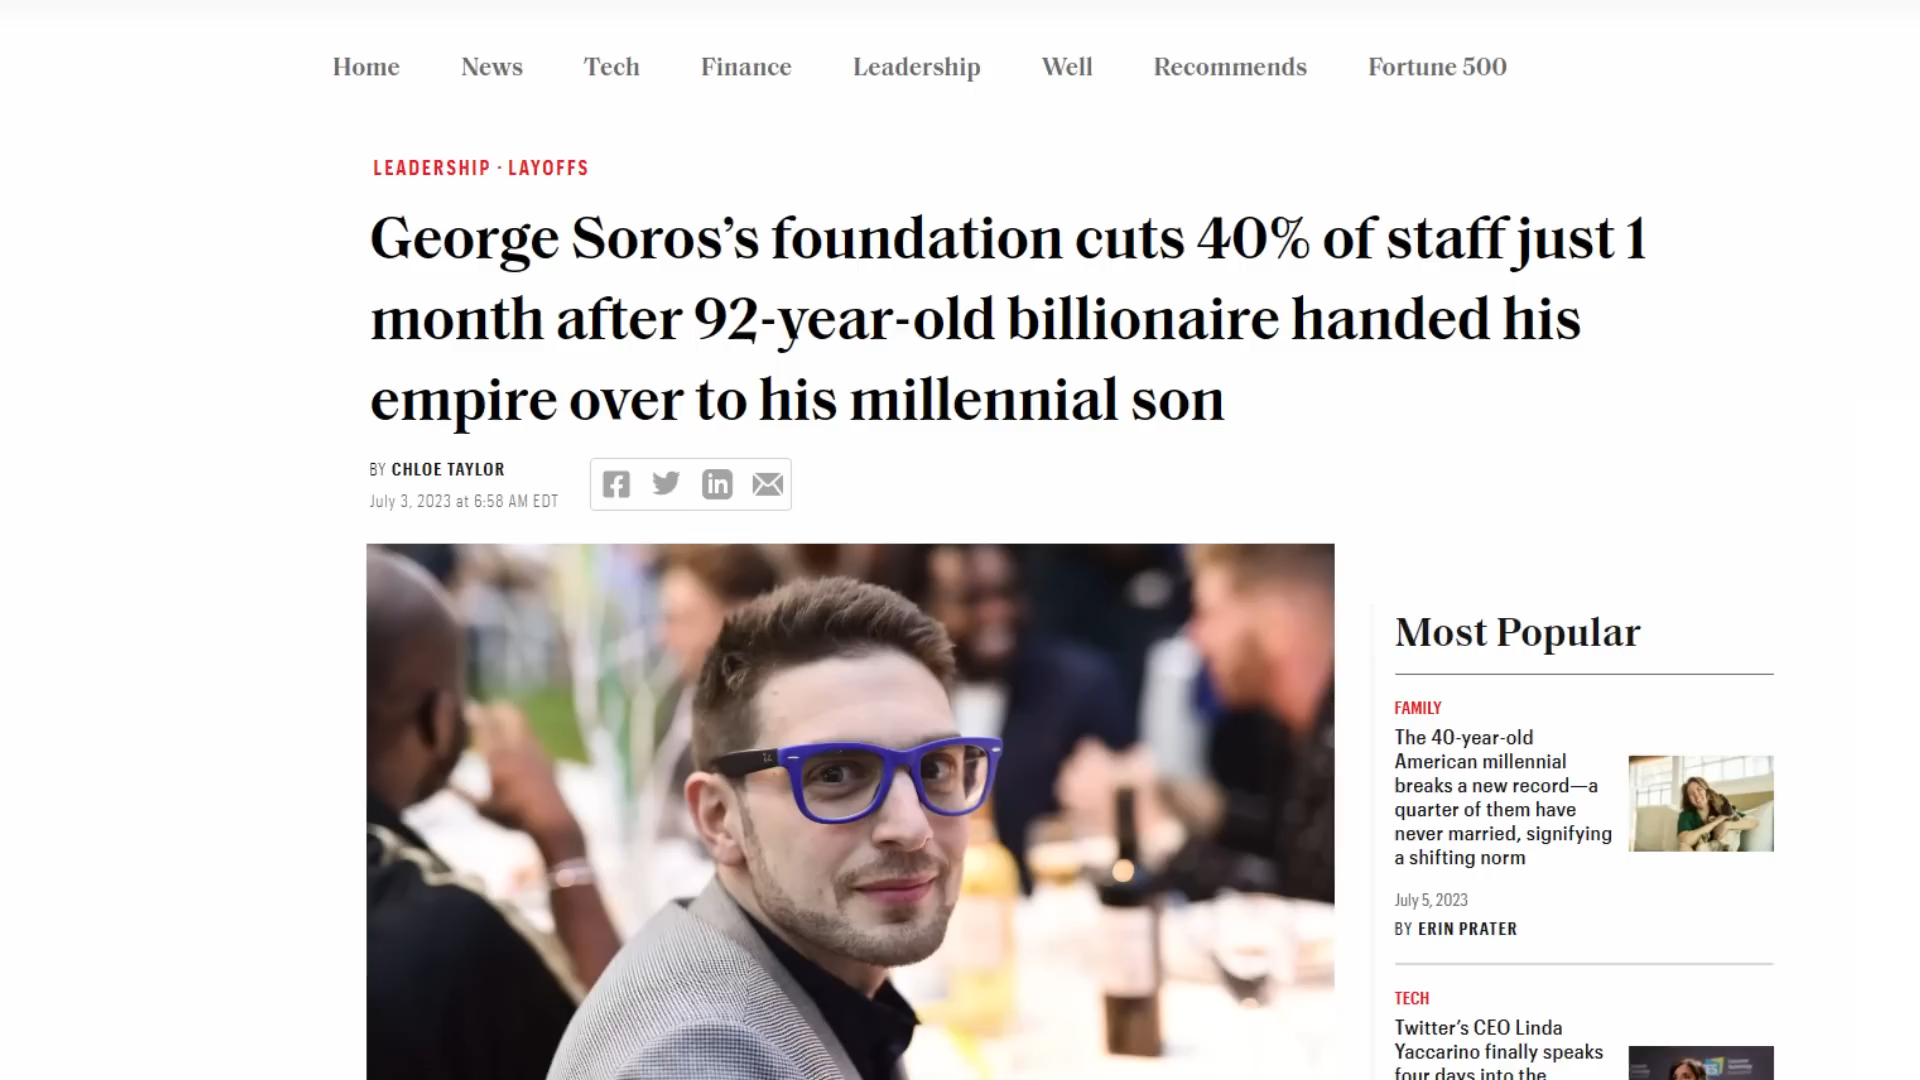 Home News Tech Finance Leadership Well Recommends Fortune 500
LEADERSHIP · LAYOFFS
George Soros’s foundation cuts 40% of staff just 1
month after 92-year-old billionaire handed his
empire over to his millennial son
BY CHLOE TAYLOR
July 3, 2023 at 6:58 AM EDT
Most Popular
FAMILY
The 40-year-old
American millennial
breaks a new record—a
quarter of them have
never married, signifying
a shifting norm
July 5, 2023
BY ERIN PRATER
TECH
Twitter’s CEO Linda
Yaccarino finally speaks
four days into the